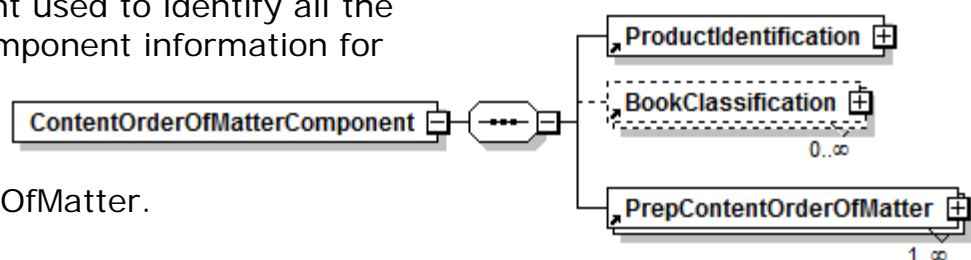 nt used to identify all the
mponent information for
OfMatter.
ContentOrderOfMatterComponent
ProductIdentification
BookClassification
0..∞
PrepContentOrderOfMatter
1..∞